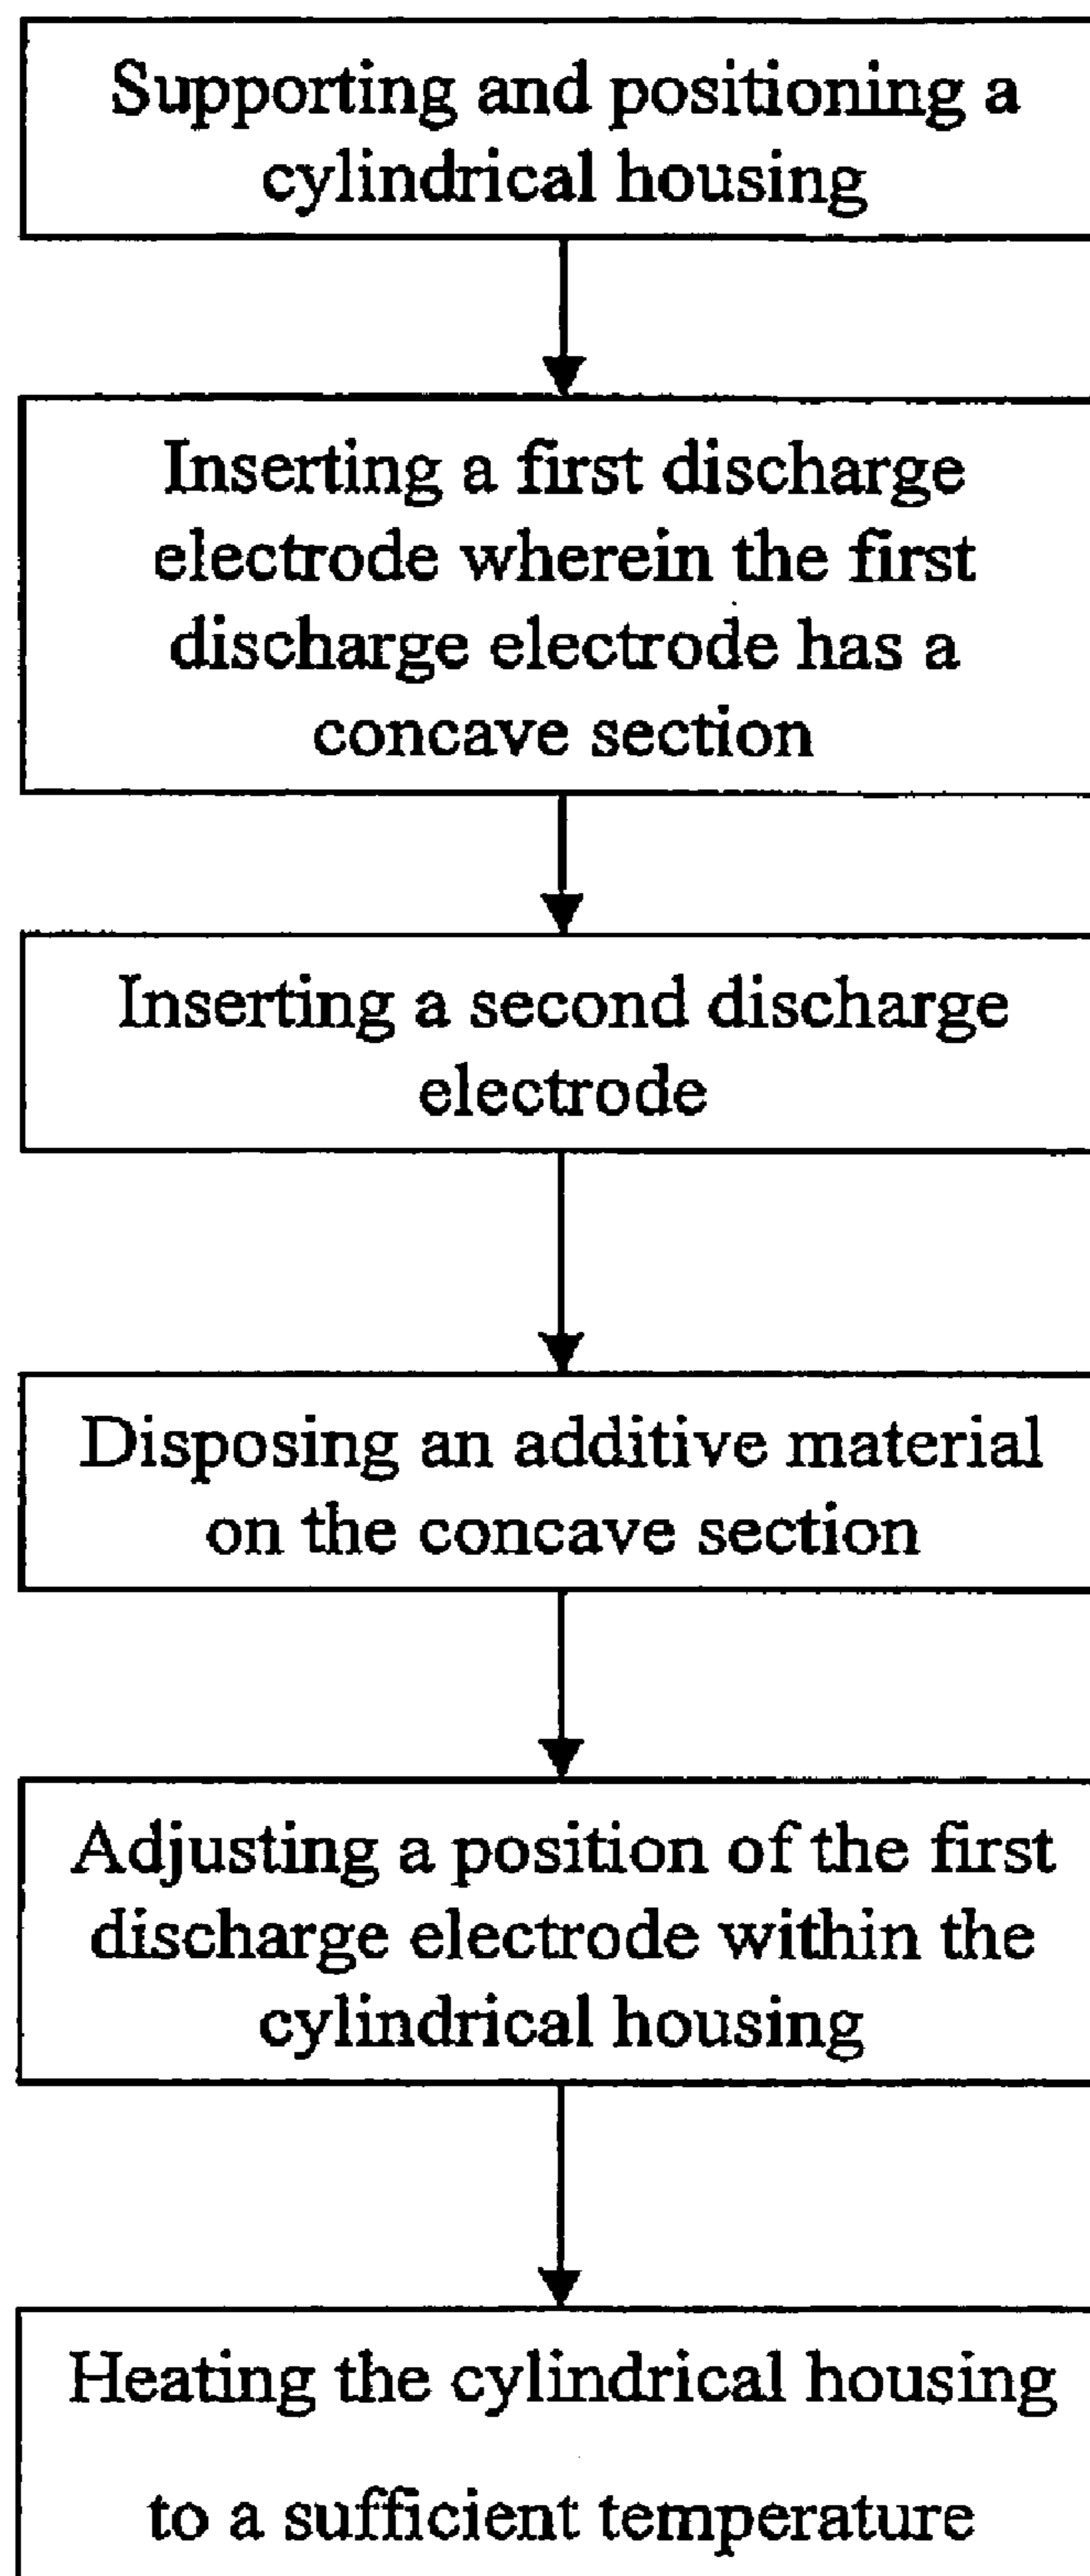 Supporting and positioning a
cylindrical housing
Inserting a first discharge
electrode wherein the first
discharge electrode has a
concave section
Inserting a second discharge
electrode
Disposing an additive material
on the concave section
Adjusting a position of the first
discharge electrode within the
cylindrical housing
Heating the cylindrical housing
to a sufficient temperature